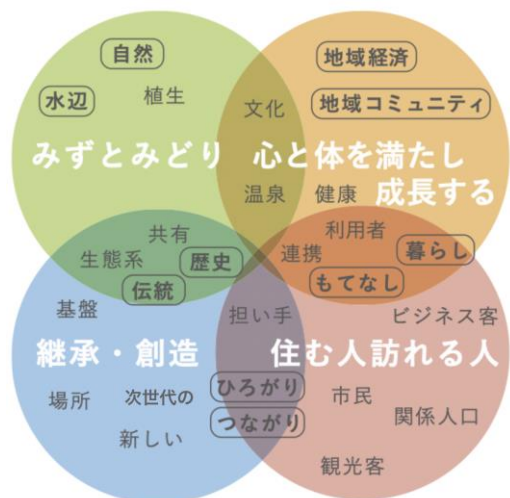 自然
地域経済
水辺
植生
文化
地域コミュニティ
みずとみどり
心と体を満たし
温泉
健康
成長する
共有
利用者
生態系
歴史
連携
暮らし
伝統
もてなし
基盤
担い手
ビジネス客
継承・創造
住む人訪れる人
場所
次世代の
ひろがり
市民
関係人口
新しい
つながり
観光客